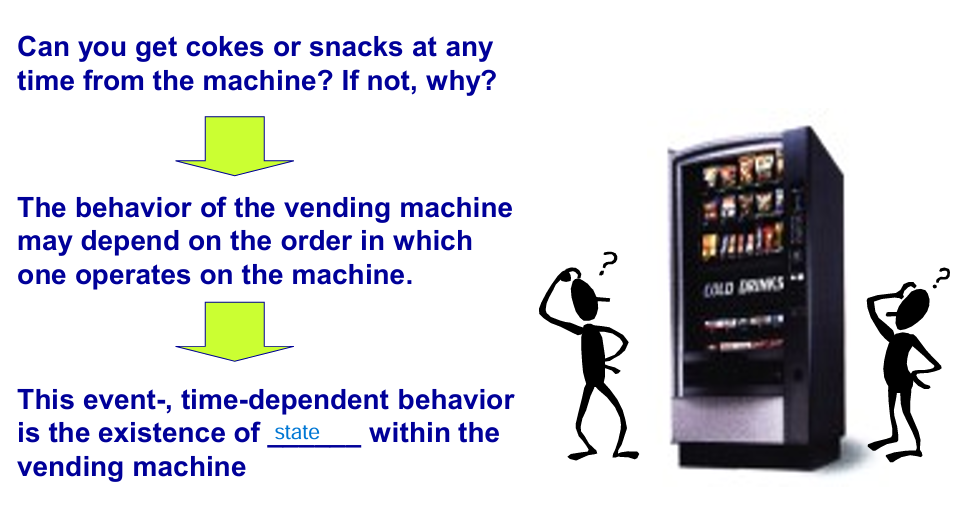 Can you get cokes or snacks at any
time from the machine? If not, why?
The behavior of the vending machine
may depend on the order in which
one operates on the machine.
This event-, time-dependent behavior
is the existence of state within the
vending machine
?
COLD DRINKS
?